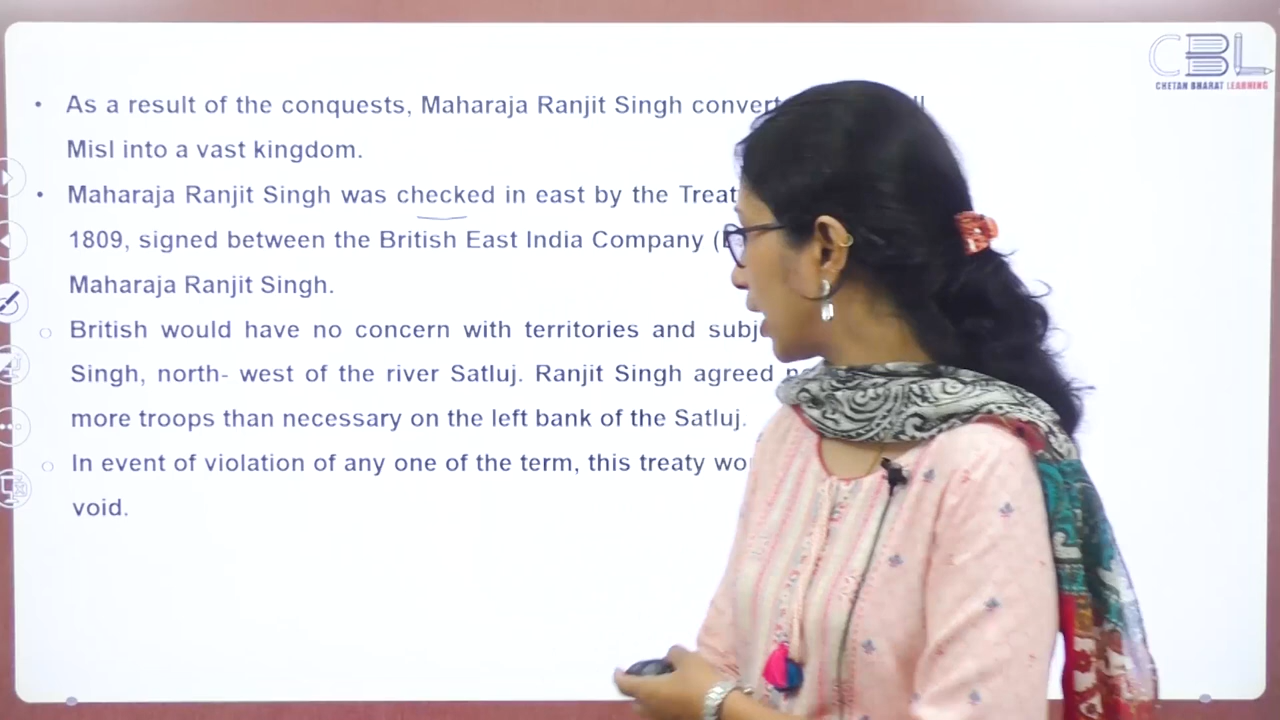 CBL
CHETAN BHARAT LEARNING
• As a result of the conquests, Maharaja Ranjit Singh
Misl into a vast kingdom.
• Maharaja Ranjit Singh was checked in east by the
1809, signed between the British East India Company
Maharaja Ranjit Singh.
○ British would have no concern with territories and
Singh, north- west of the river Satluj. Ranjit Singh agreed
more troops than necessary on the left bank of the Satluj.
○ In event of violation of any one of the term, this treaty
void.